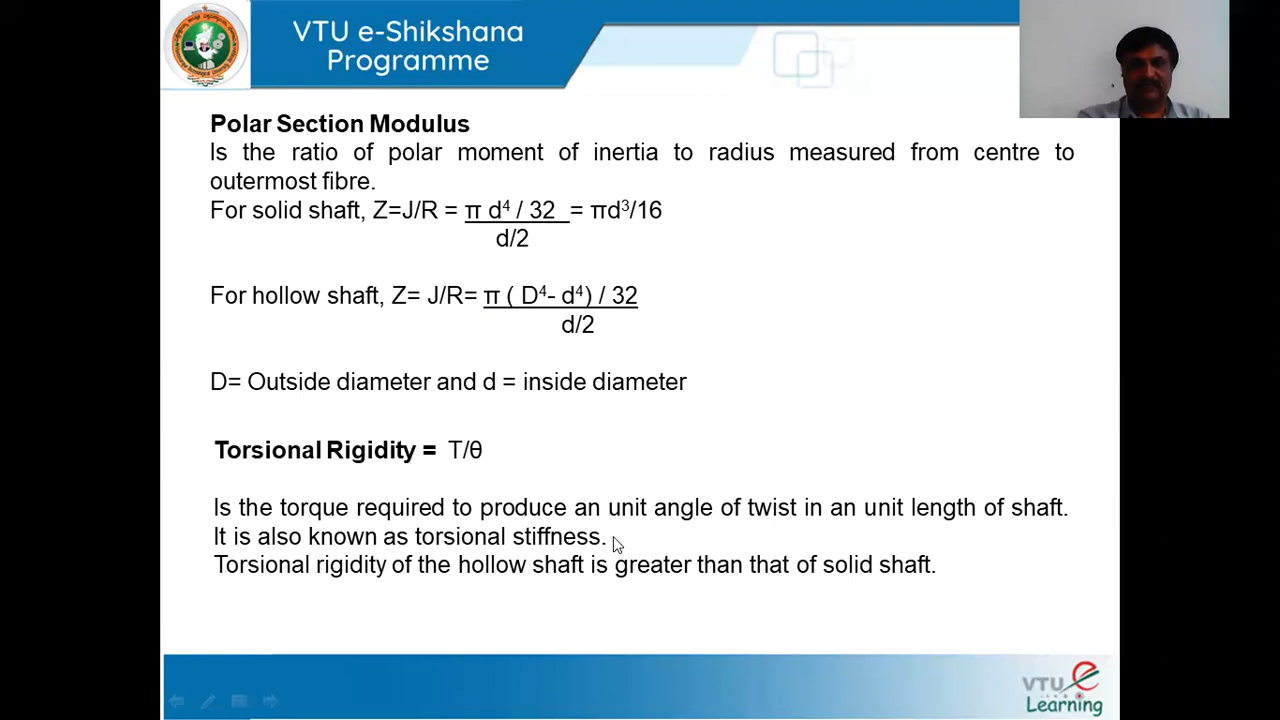 VTU e-Shikshana
Programme
Polar Section Modulus
Is the ratio of polar moment of inertia to radius measured from centre to
outermost fibre.
For solid shaft, Z=J/R = π d⁴ / 32 = πd³/16
d/2
For hollow shaft, Z= J/R= π ( D⁴- d⁴) / 32
d/2
D= Outside diameter and d = inside diameter
Torsional Rigidity = T/θ
Is the torque required to produce an unit angle of twist in an unit length of shaft.
It is also known as torsional stiffness.
Torsional rigidity of the hollow shaft is greater than that of solid shaft.
VTU e
Learning